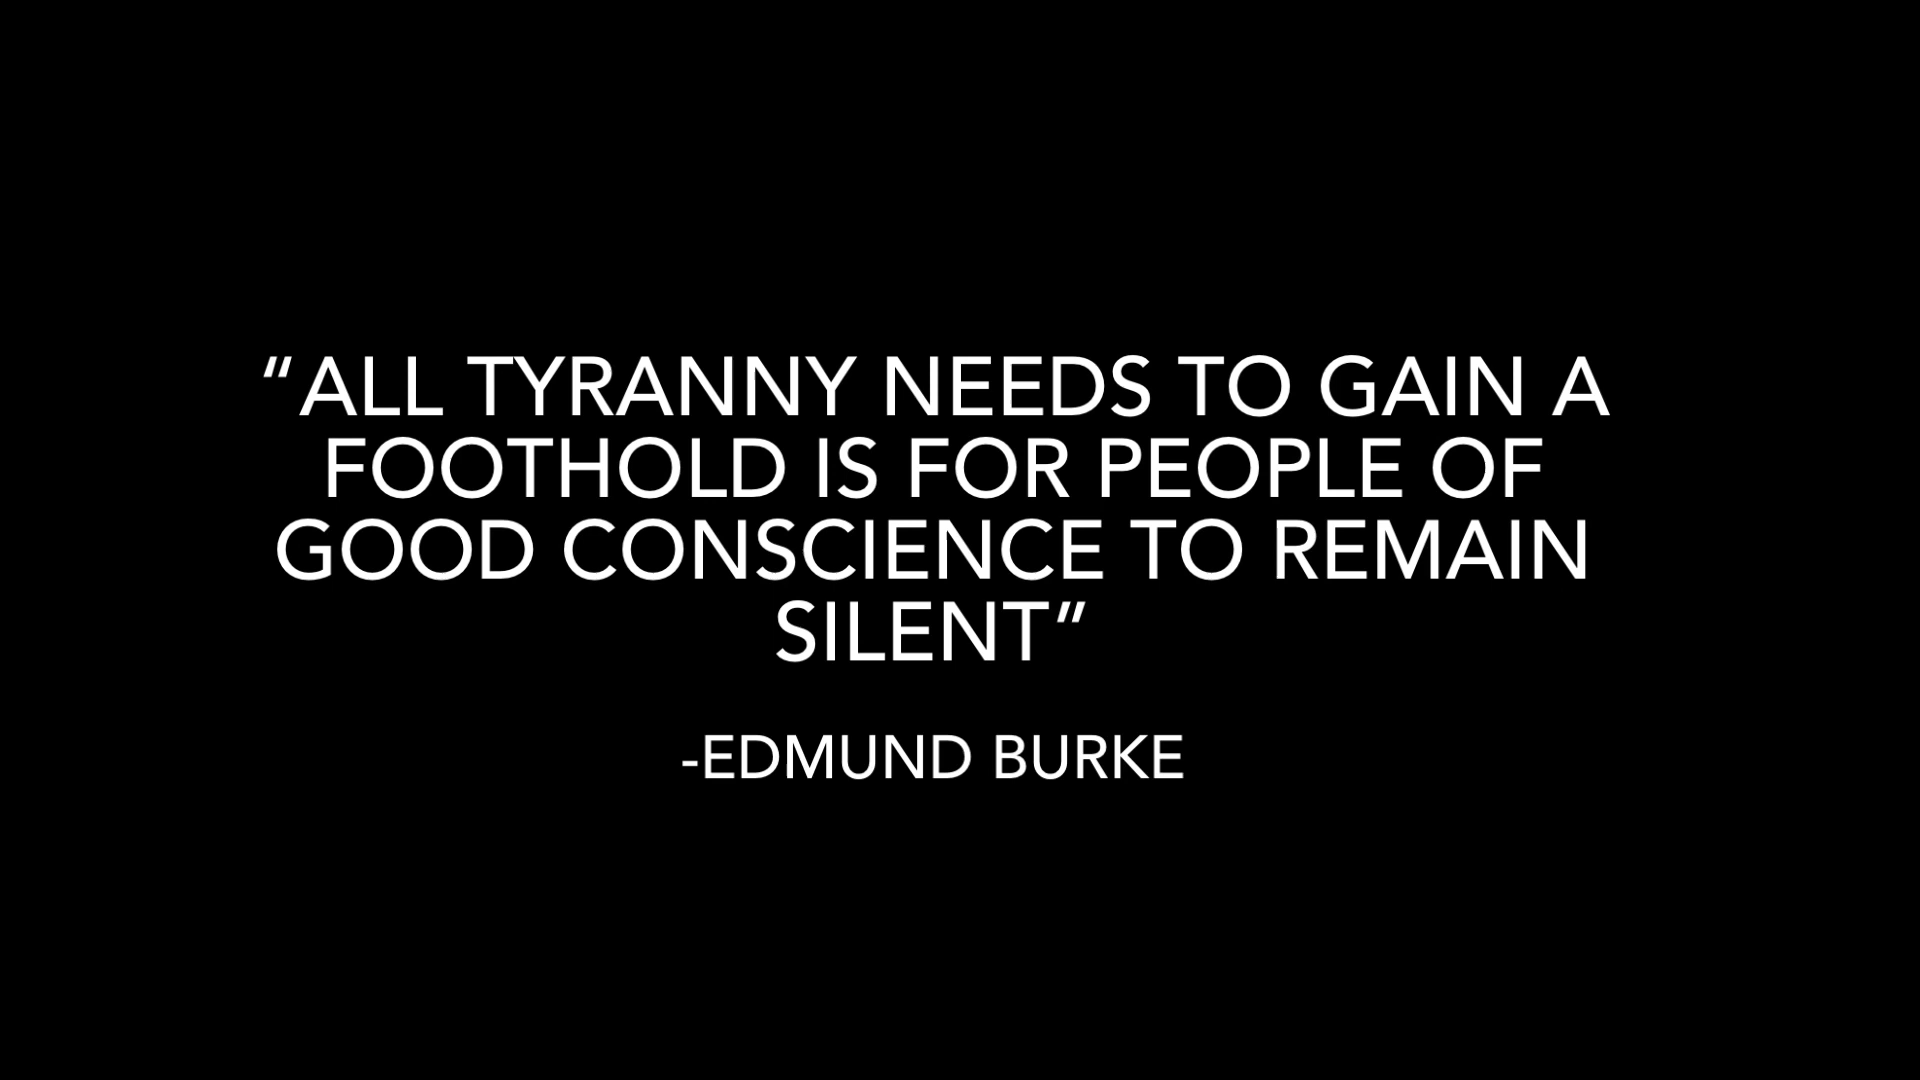 “ALL TYRANNY NEEDS TO GAIN A
FOOTHOLD IS FOR PEOPLE OF
GOOD CONSCIENCE TO REMAIN
SILENT”
-EDMUND BURKE